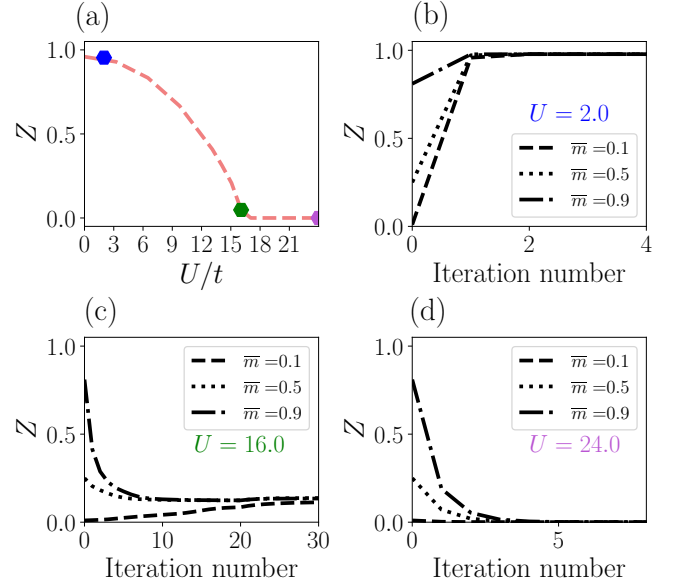 (a)
1.0
0.5
0.0
Z
0 3 6 9 12 15 18 21
U/t
(b)
1.0
0.5
0.0
Z
U = 2.0
m̅ =0.1
m̅ =0.5
m̅ =0.9
0 2 4
Iteration number
(c)
1.0
0.5
0.0
Z
m̅ =0.1
m̅ =0.5
m̅ =0.9
U = 16.0
0 10 20 30
Iteration number
(d)
1.0
0.5
0.0
Z
m̅ =0.1
m̅ =0.5
m̅ =0.9
U = 24.0
0 5
Iteration number